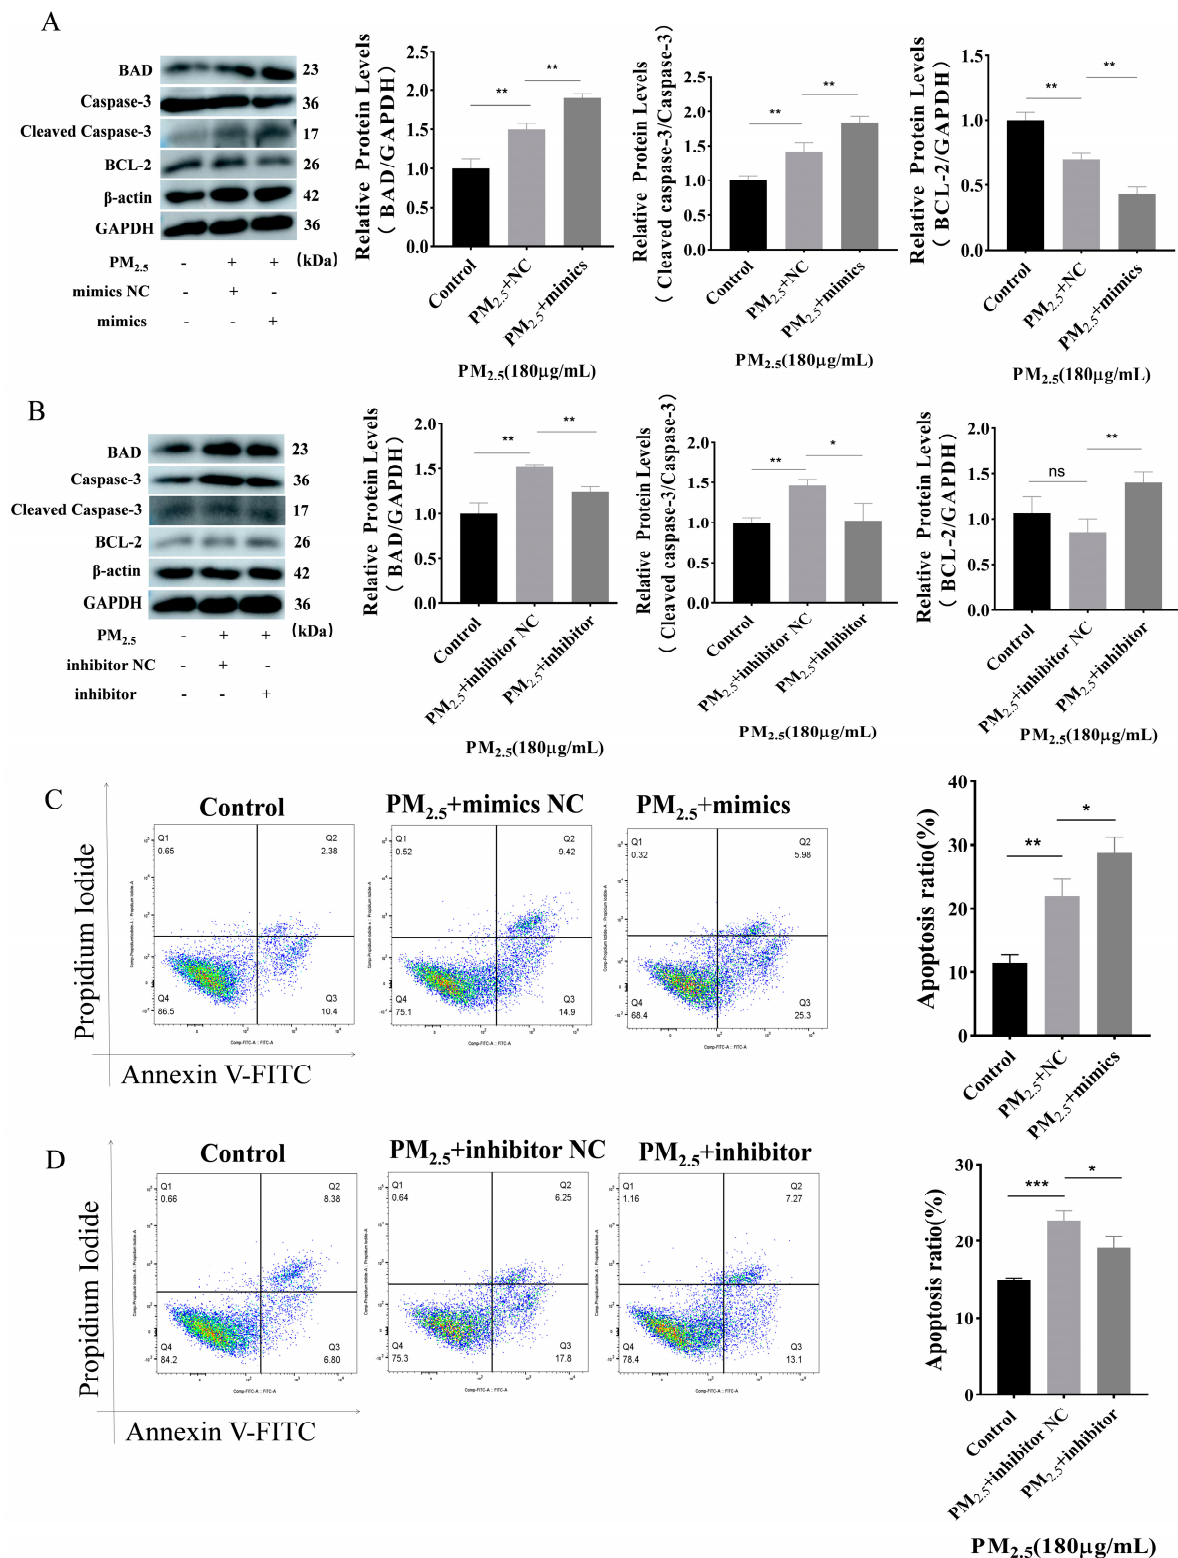 A
BAD 23
Caspase-3 36
Cleaved Caspase-3 17
BCL-2 26
β-actin 42
GAPDH 36
PM2.5 - + + (kDa)
mimics NC - + -
mimics - - +
Relative Protein Levels
( BAD/GAPDH )
2.5
2.0
1.5
1.0
0.5
0.0
**
**
Control
PM2.5+NC
PM2.5+mimics
PM2.5(180μg/mL)
Relative Protein Levels
( Cleaved caspase-3/Caspase-3)
2.5
2.0
1.5
1.0
0.5
0.0
**
**
Control
PM2.5+NC
PM2.5+mimics
PM2.5(180μg/mL)
Relative Protein Levels
( BCL-2/GAPDH )
1.5
1.0
0.5
0.0
**
**
Control
PM2.5+NC
PM2.5+mimics
PM2.5(180μg/mL)
B
BAD 23
Caspase-3 36
Cleaved Caspase-3 17
BCL-2 26
β-actin 42
GAPDH 36
PM2.5 - + + (kDa)
inhibitor NC - + -
inhibitor - - +
Relative Protein Levels
( BAD/GAPDH )
2.0
1.5
1.0
0.5
0.0
**
**
Control
PM2.5+inhibitor NC
PM2.5+inhibitor
PM2.5(180μg/mL)
Relative Protein Levels
( Cleaved caspase-3/Caspase-3)
2.0
1.5
1.0
0.5
0.0
**
*
Control
PM2.5+inhibitor NC
PM2.5+inhibitor
PM2.5(180μg/mL)
Relative Protein Levels
( BCL-2/GAPDH )
2.0
1.5
1.0
0.5
0.0
ns
**
Control
PM2.5+inhibitor NC
PM2.5+inhibitor
PM2.5(180μg/mL)
C
Propidium Iodide
Annexin V-FITC
Control
Q1 Q2
0.65 2.38
Q4 Q3
86.5 10.4
Comp-FITC-A :: FITC-A
PM2.5+mimics NC
Q1 Q2
0.52 9.42
Q4 Q3
75.1 14.9
Comp-FITC-A :: FITC-A
PM2.5+mimics
Q1 Q2
0.32 5.98
Q4 Q3
68.4 25.3
Comp-FITC-A :: FITC-A
Apoptosis ratio(%)
40
30
20
10
0
**
*
Control
PM2.5+NC
PM2.5+mimics
D
Propidium Iodide
Annexin V-FITC
Control
Q1 Q2
0.66 8.38
Q4 Q3
84.2 6.80
Comp-FITC-A :: FITC-A
PM2.5+inhibitor NC
Q1 Q2
0.64 6.25
Q4 Q3
75.3 17.8
Comp-FITC-A :: FITC-A
PM2.5+inhibitor
Q1 Q2
1.16 7.27
Q4 Q3
78.4 13.1
Comp-FITC-A :: FITC-A
Apoptosis ratio(%)
30
20
10
0
***
*
Control
PM2.5+inhibitor NC
PM2.5+inhibitor
PM2.5(180μg/mL)